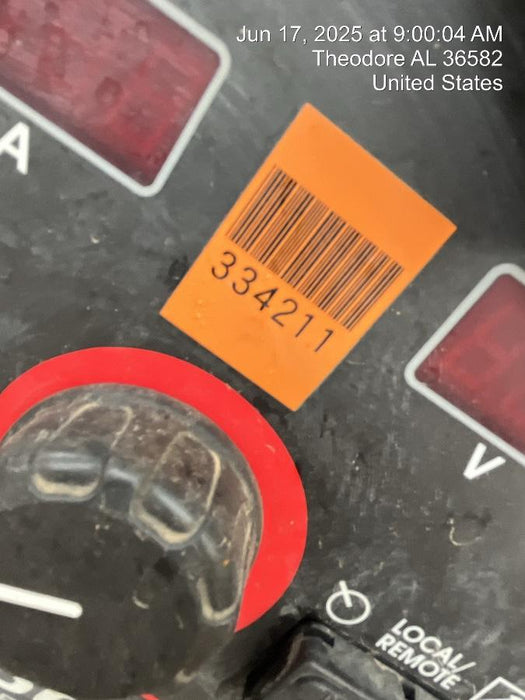 Jun 17, 2025 at 9:00:04 AM
Theodore AL 36582
United States
A
334211
V
LOCAL/
REMOTE